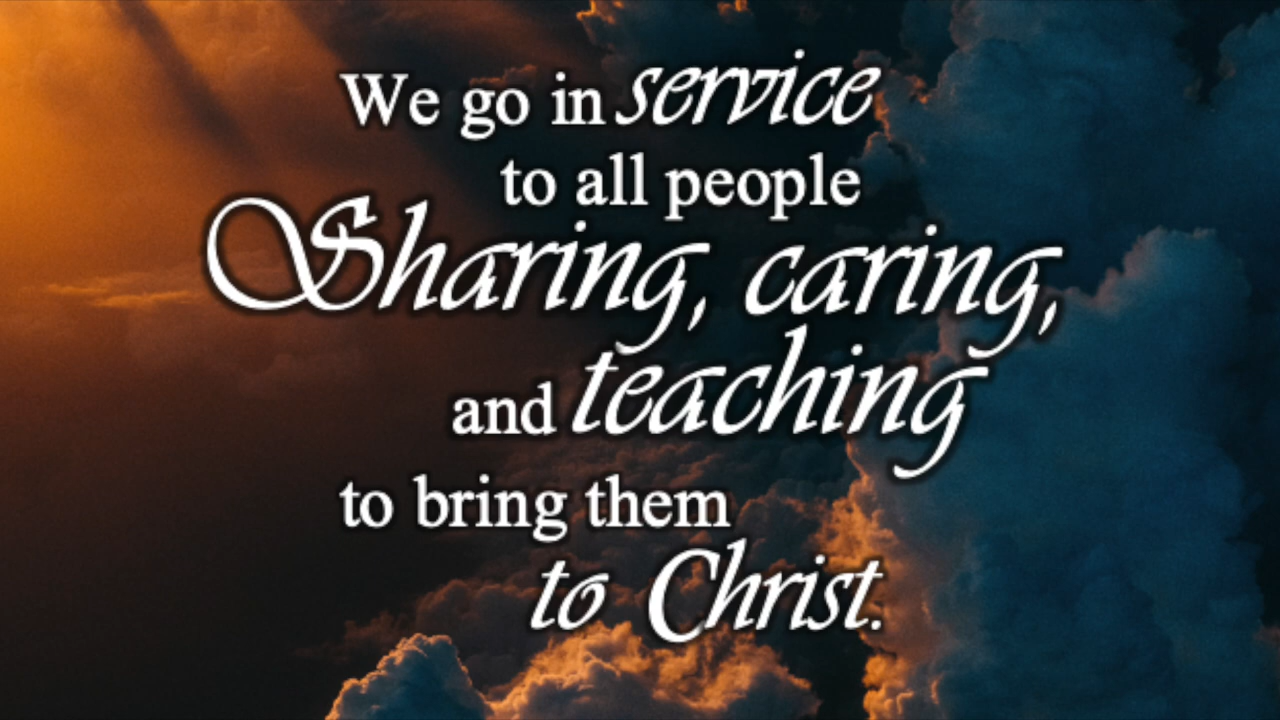 We go in service
to all people
Sharing, caring,
and teaching
to bring them
to Christ.